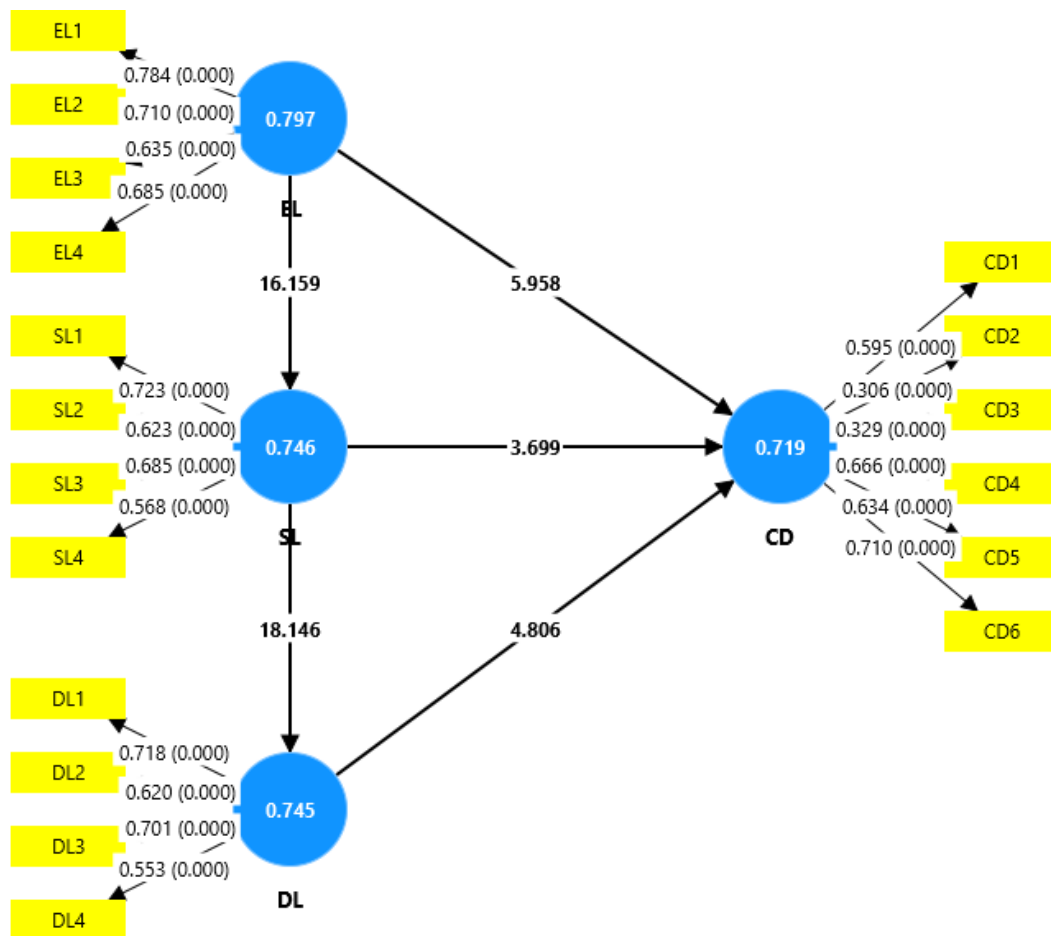 EL1
0.784 (0.000)
EL2
0.710 (0.000)
0.797
0.635 (0.000)
EL3
0.685 (0.000)
EL
EL4
16.159
5.958
CD1
SL1
CD2
0.595 (0.000)
0.723 (0.000)
0.306 (0.000)
SL2
CD3
0.623 (0.000)
0.329 (0.000)
0.746
3.699
0.719
0.685 (0.000)
0.666 (0.000)
SL3
CD4
0.568 (0.000)
0.634 (0.000)
SL
CD
0.710 (0.000)
SL4
CD5
18.146
4.806
CD6
DL1
0.718 (0.000)
DL2
0.620 (0.000)
0.745
0.701 (0.000)
DL3
0.553 (0.000)
DL
DL4